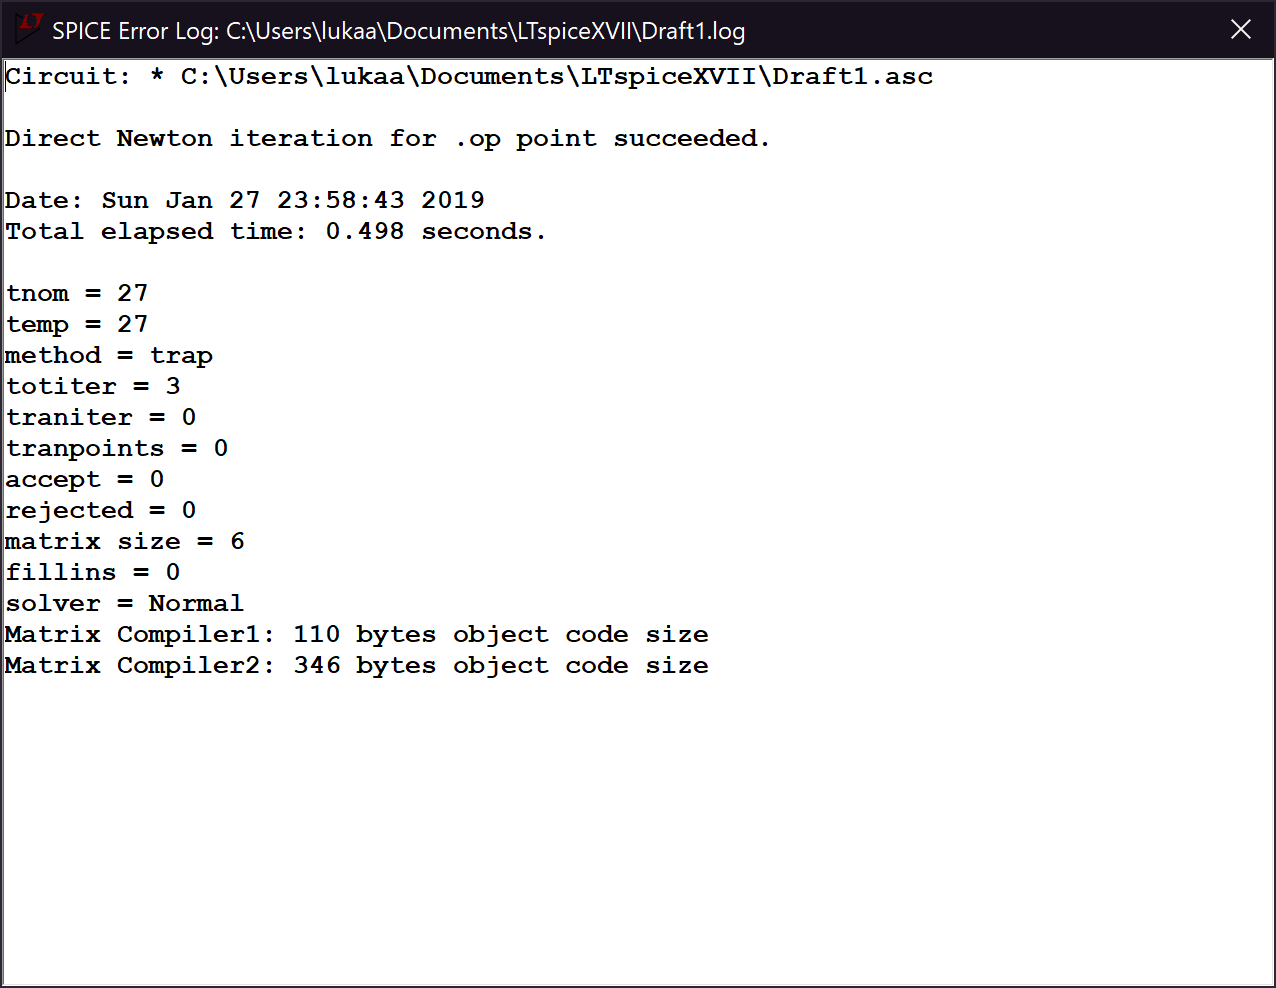 SPICE Error Log: C:\Users\lukaa\Documents\LTspiceXVII\Draft1.log
Circuit: * C:\Users\lukaa\Documents\LTspiceXVII\Draft1.asc
Direct Newton iteration for .op point succeeded.
Date: Sun Jan 27 23:58:43 2019
Total elapsed time: 0.498 seconds.
tnom = 27
temp = 27
method = trap
totiter = 3
traniter = 0
tranpoints = 0
accept = 0
rejected = 0
matrix size = 6
fillins = 0
solver = Normal
Matrix Compiler1: 110 bytes object code size
Matrix Compiler2: 346 bytes object code size